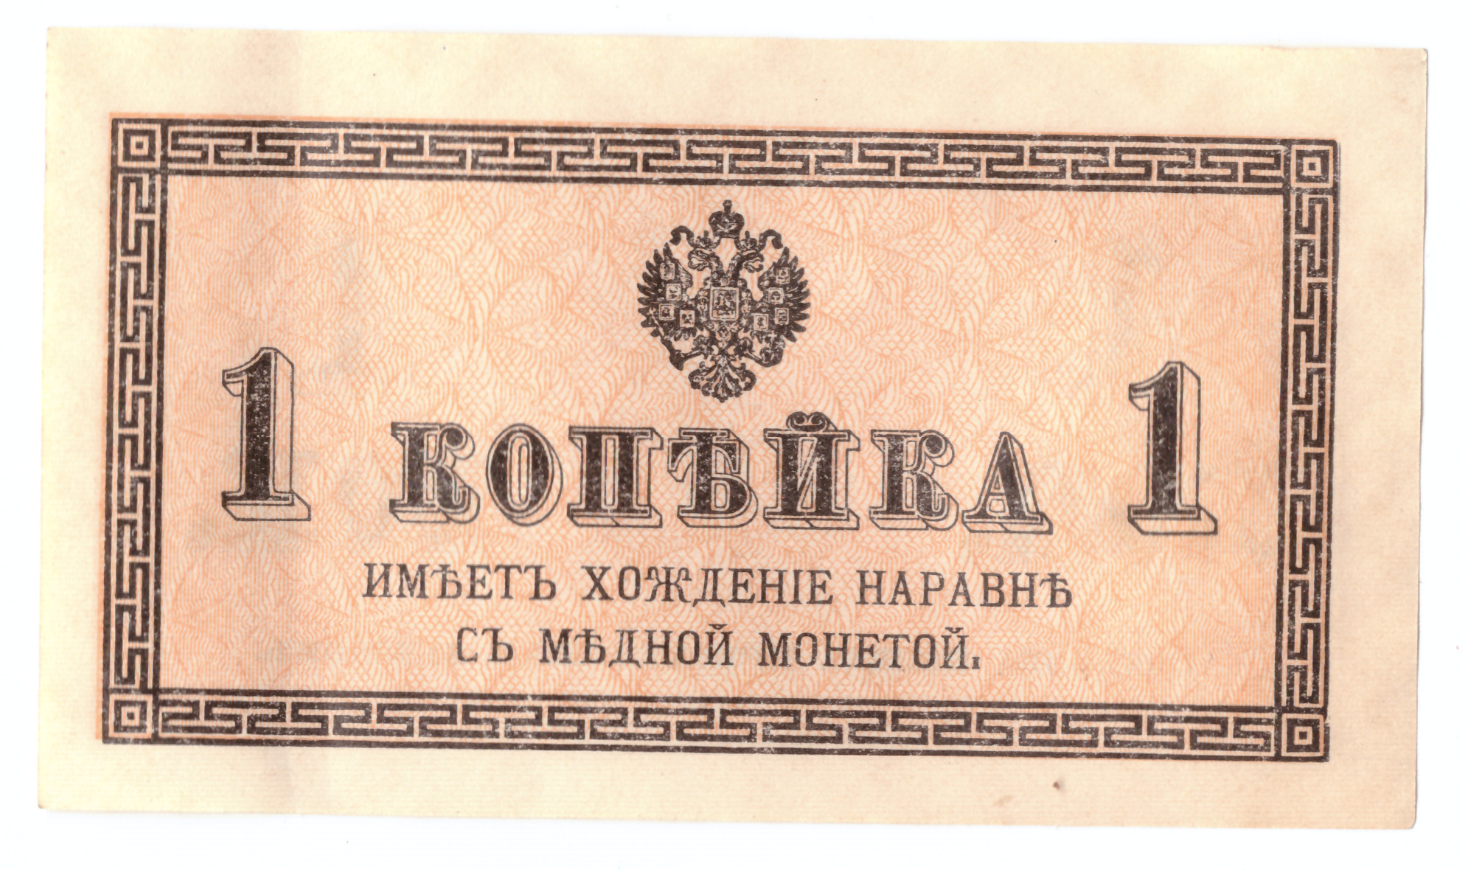 1 КОПѢЙКА 1
ИМѢЕТЪ ХОЖДЕНІЕ НАРАВНѢ
СЪ МѢДНОЙ МОНЕТОЙ.